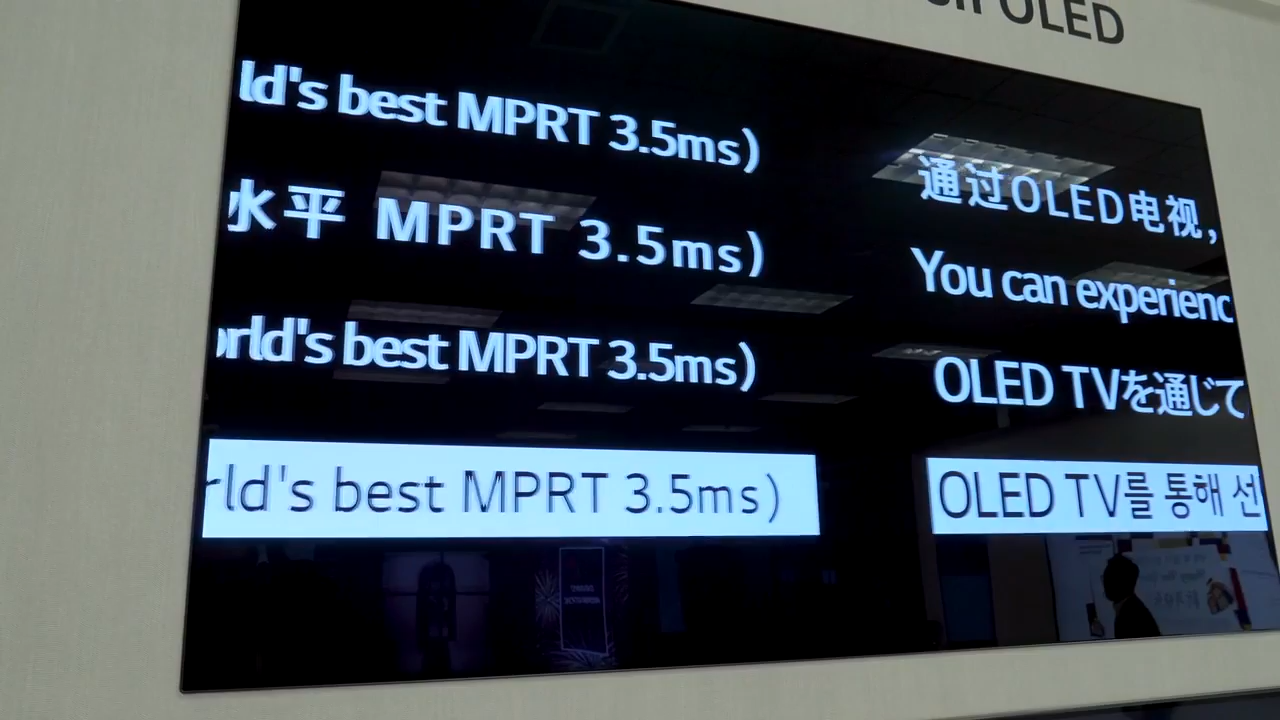 OLED
ld's best MPRT 3.5ms)
通过OLED电视,
水平 MPRT 3.5ms)
You can experienc
orld's best MPRT 3.5ms)
OLED TVを通じて
rld's best MPRT 3.5ms)
OLED TV를 통해 선